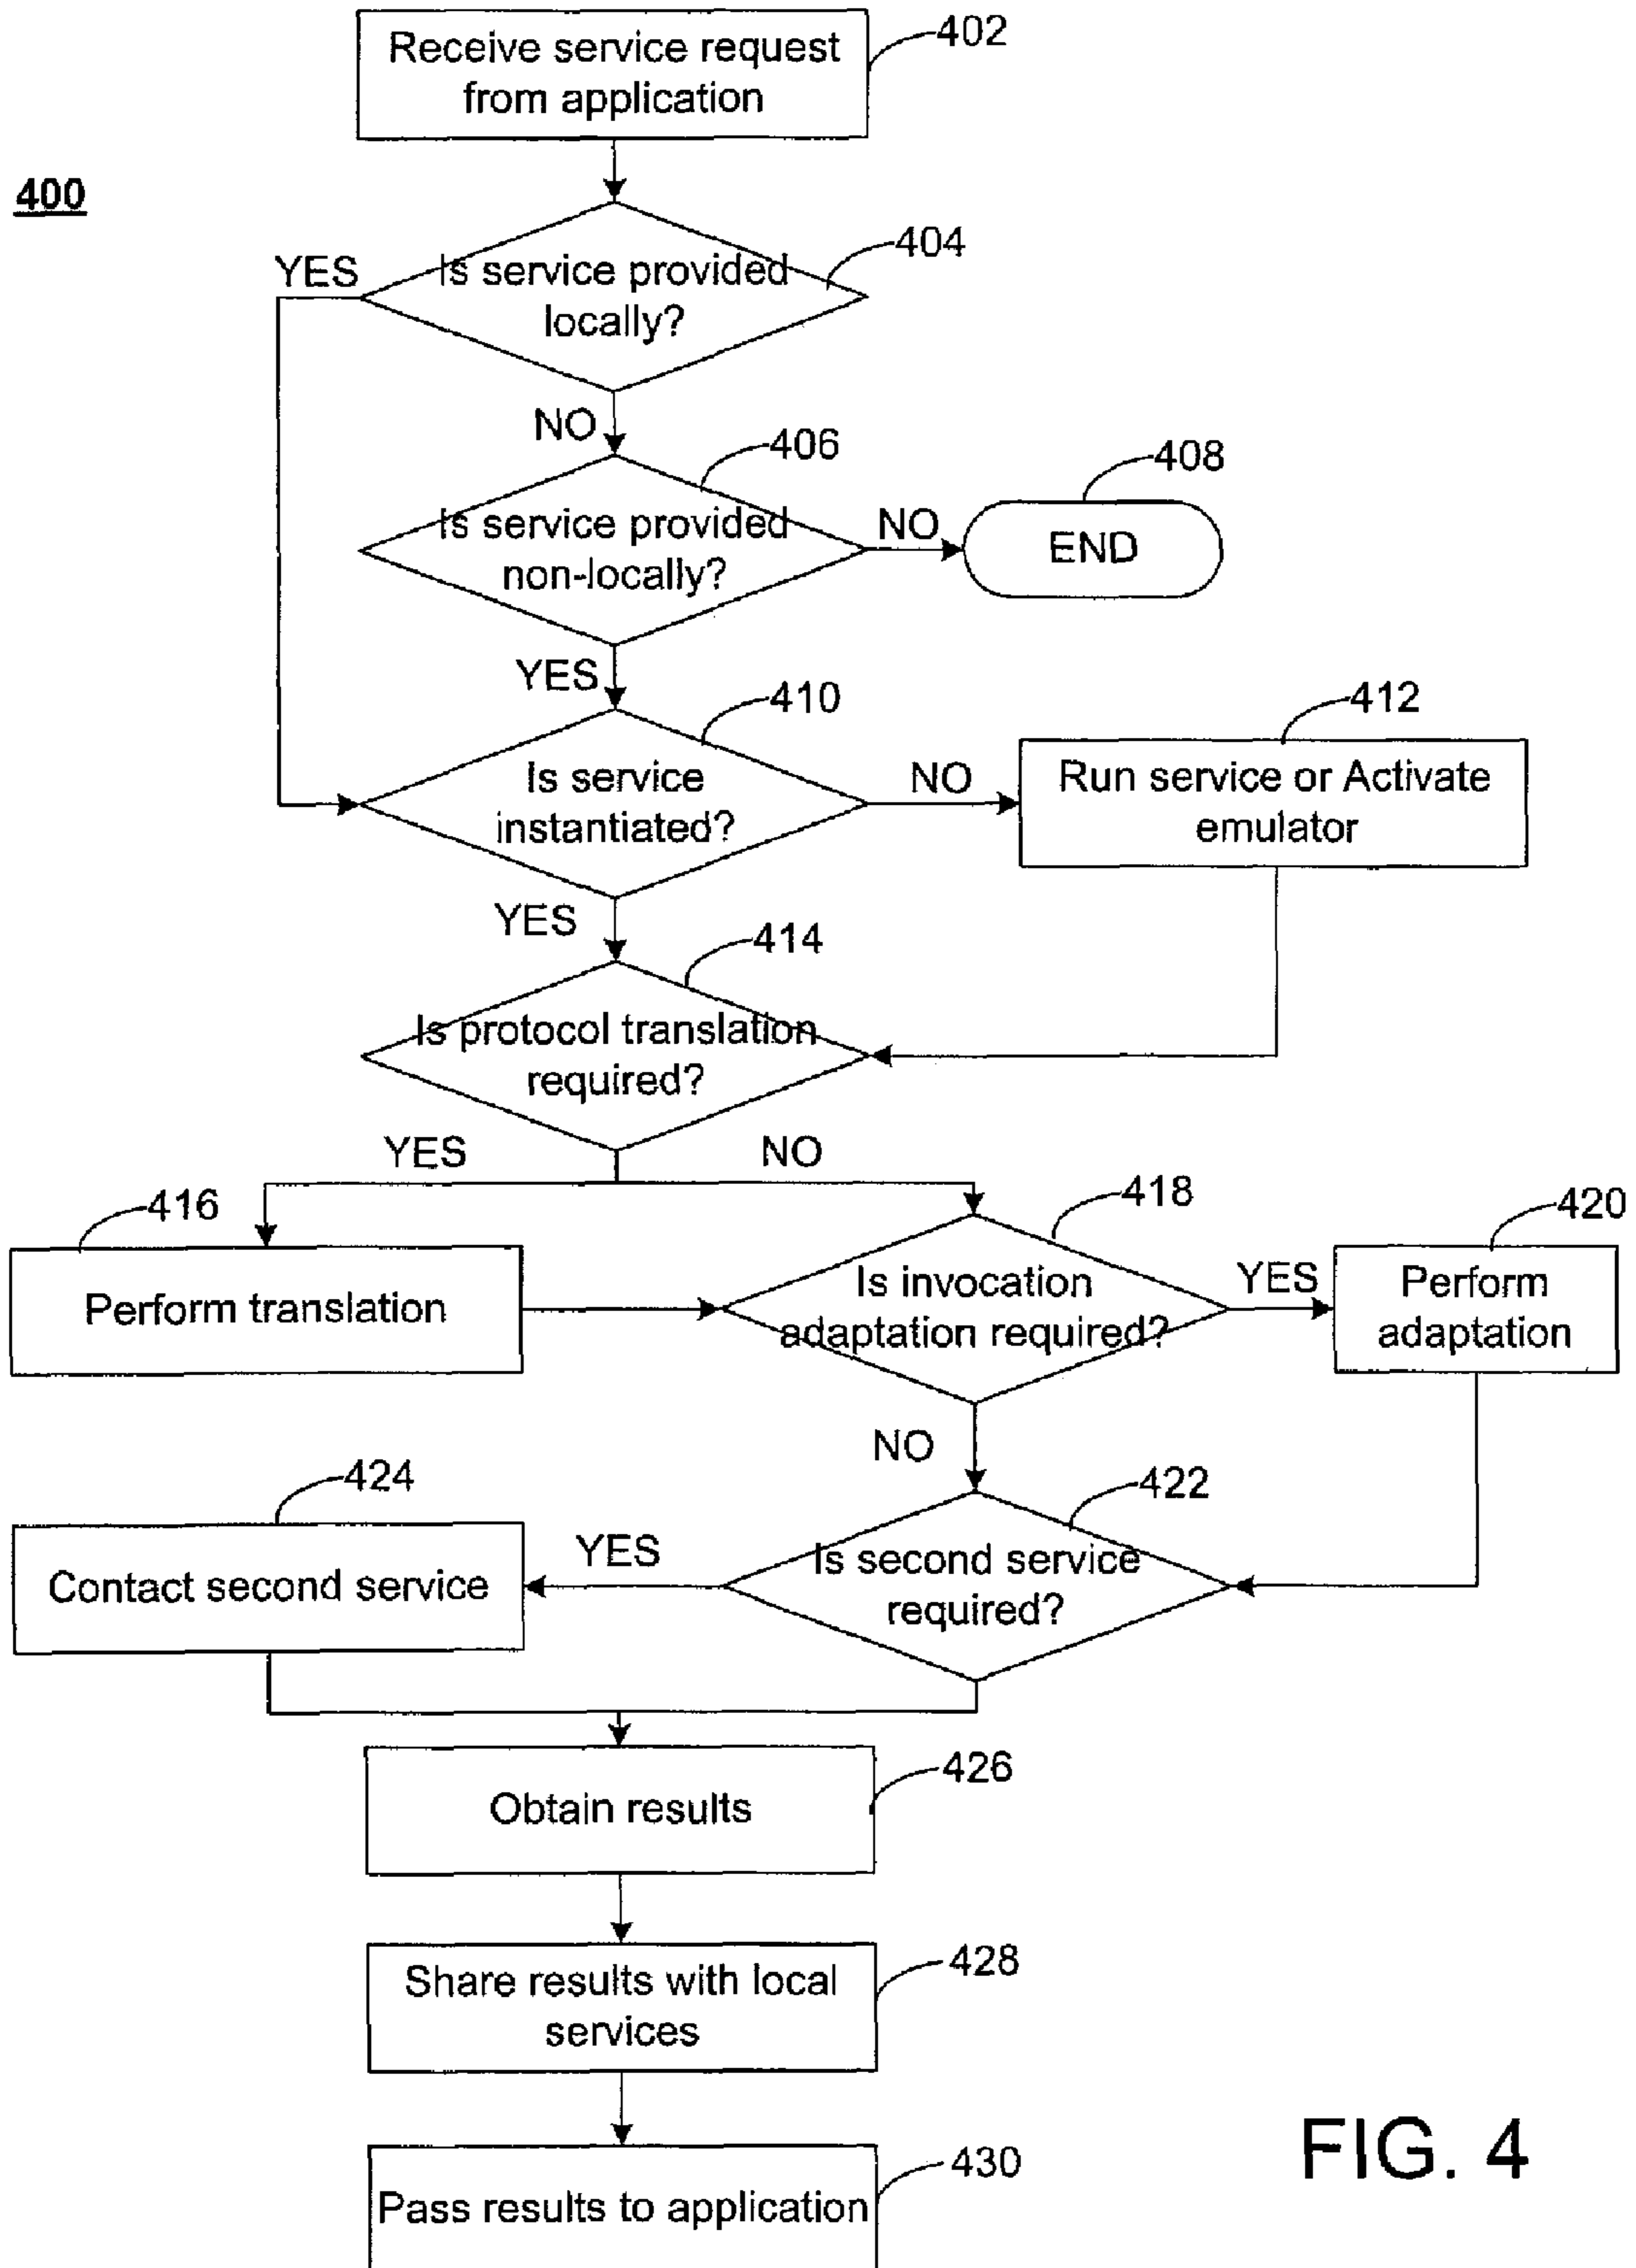 Receive service request
from application
402
400
404
YES
Is service provided
locally?
NO
406
408
Is service provided
non-locally?
NO
END
YES
410
412
Is service
instantiated?
NO
Run service or Activate
emulator
YES
414
Is protocol translation
required?
YES
NO
416
418
420
Perform translation
Is invocation
adaptation required?
YES
Perform
adaptation
NO
424
422
Contact second service
YES
Is second service
required?
426
Obtain results
Share results with local
services
428
430
Pass results to application
FIG. 4